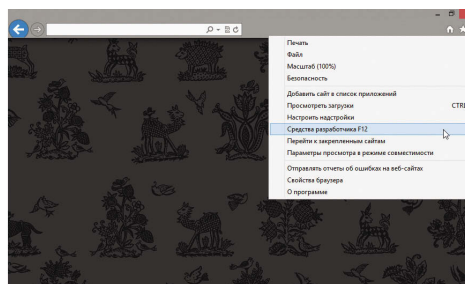 Печать
Файл
Масштаб (100%)
Безопасность
Добавить сайт в список приложений
Просмотреть загрузки
Настроить надстройки
Средства разработчика F12
Перейти к закрепленным сайтам
Параметры просмотра в режиме совместимости
Отправлять отчеты об ошибках на веб-сайтах
Свойства браузера
О программе